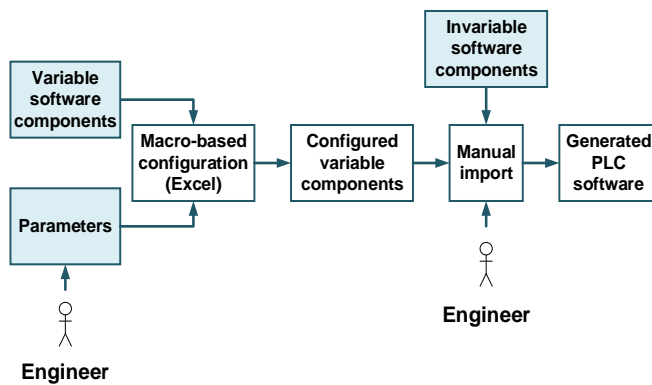 Variable
software
components
Parameters
Engineer
Macro-based
configuration
(Excel)
Configured
variable
components
Invariable
software
components
Manual
import
Engineer
Generated
PLC
software